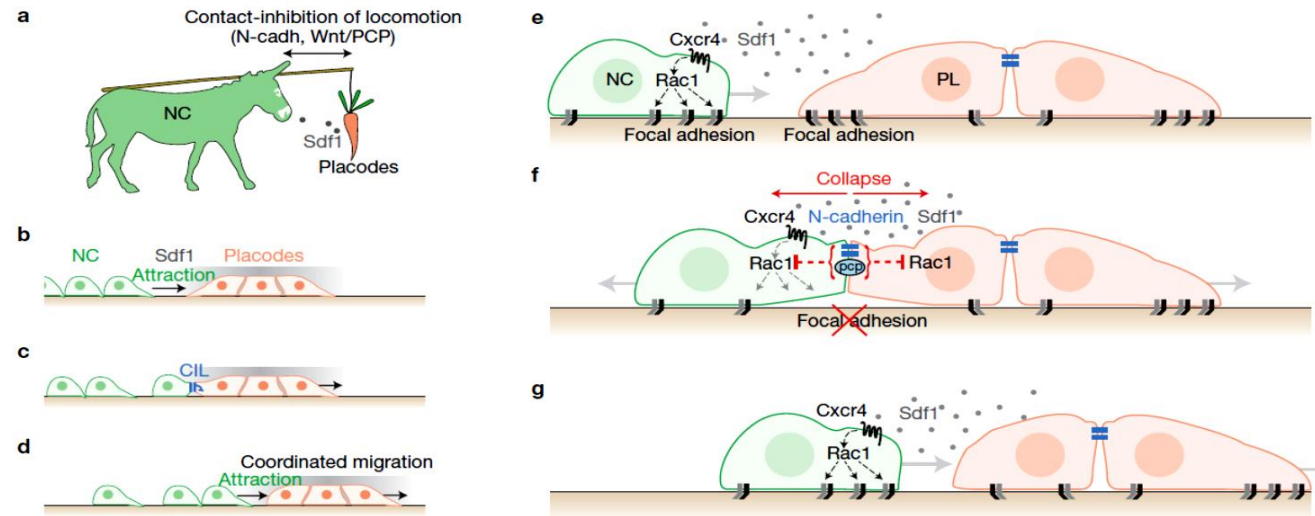 a
Contact-inhibition of locomotion
(N-cadh, Wnt/PCP)
NC
Sdf1
Placodes
b
NC Sdf1 Placodes
Attraction
c
CIL
d
Coordinated migration
Attraction
e
Cxcr4 Sdf1
NC Rac1 PL
Focal adhesion Focal adhesion
f
Collapse
Cxcr4 N-cadherin Sdf1
Rac1 pcp Rac1
Focal adhesion
g
Cxcr4 Sdf1
Rac1